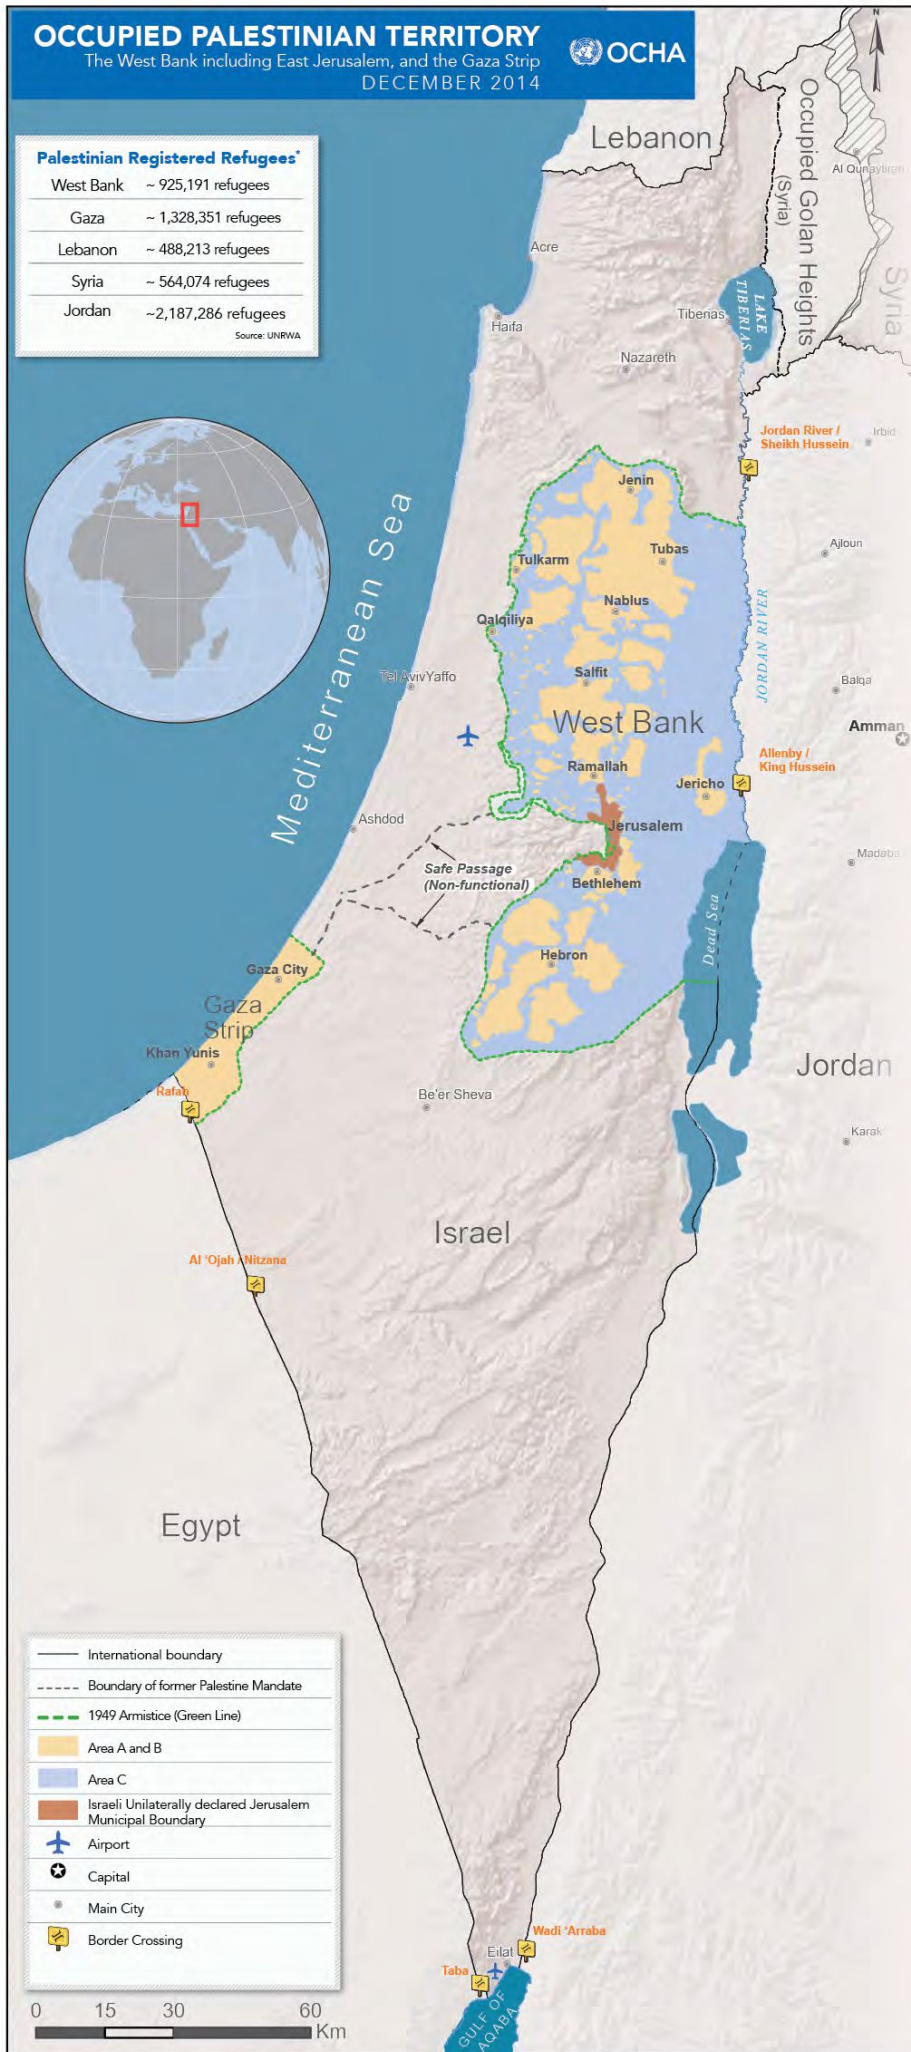 OCCUPIED PALESTINIAN TERRITORY
The West Bank including East Jerusalem, and the Gaza Strip
DECEMBER 2014
OCHA
N
Palestinian Registered Refugees*
West Bank ~ 925,191 refugees
Gaza ~ 1,328,351 refugees
Lebanon ~ 488,213 refugees
Syria ~ 564,074 refugees
Jordan ~2,187,286 refugees
Source: UNRWA
Lebanon
Occupied Golan Heights
(Syria)
Al Qunaytirah
Syria
Acre
Haifa
Tiberias
LAKE
TIBERIAS
Nazareth
Jordan River /
Sheikh Hussein
Irbid
Mediterranean Sea
Jenin
Tulkarm
Tubas
Ajloun
Nablus
Qalqiliya
JORDAN RIVER
Salfit
Tel AvivYaffo
Balqa
West Bank
Amman
Ramallah
Allenby /
King Hussein
Jericho
Ashdod
Jerusalem
Safe Passage
(Non-functional)
Madaba
Bethlehem
Dead Sea
Hebron
Gaza City
Gaza
Strip
Khan Yunis
Rafah
Be'er Sheva
Jordan
Karak
Israel
Al 'Ojah / Nitzana
Egypt
International boundary
Boundary of former Palestine Mandate
1949 Armistice (Green Line)
Area A and B
Area C
Israeli Unilaterally declared Jerusalem
Municipal Boundary
Airport
Capital
Main City
Border Crossing
Wadi 'Arraba
Eilat
Taba
GULF OF
AQABA
0 15 30 60
Km